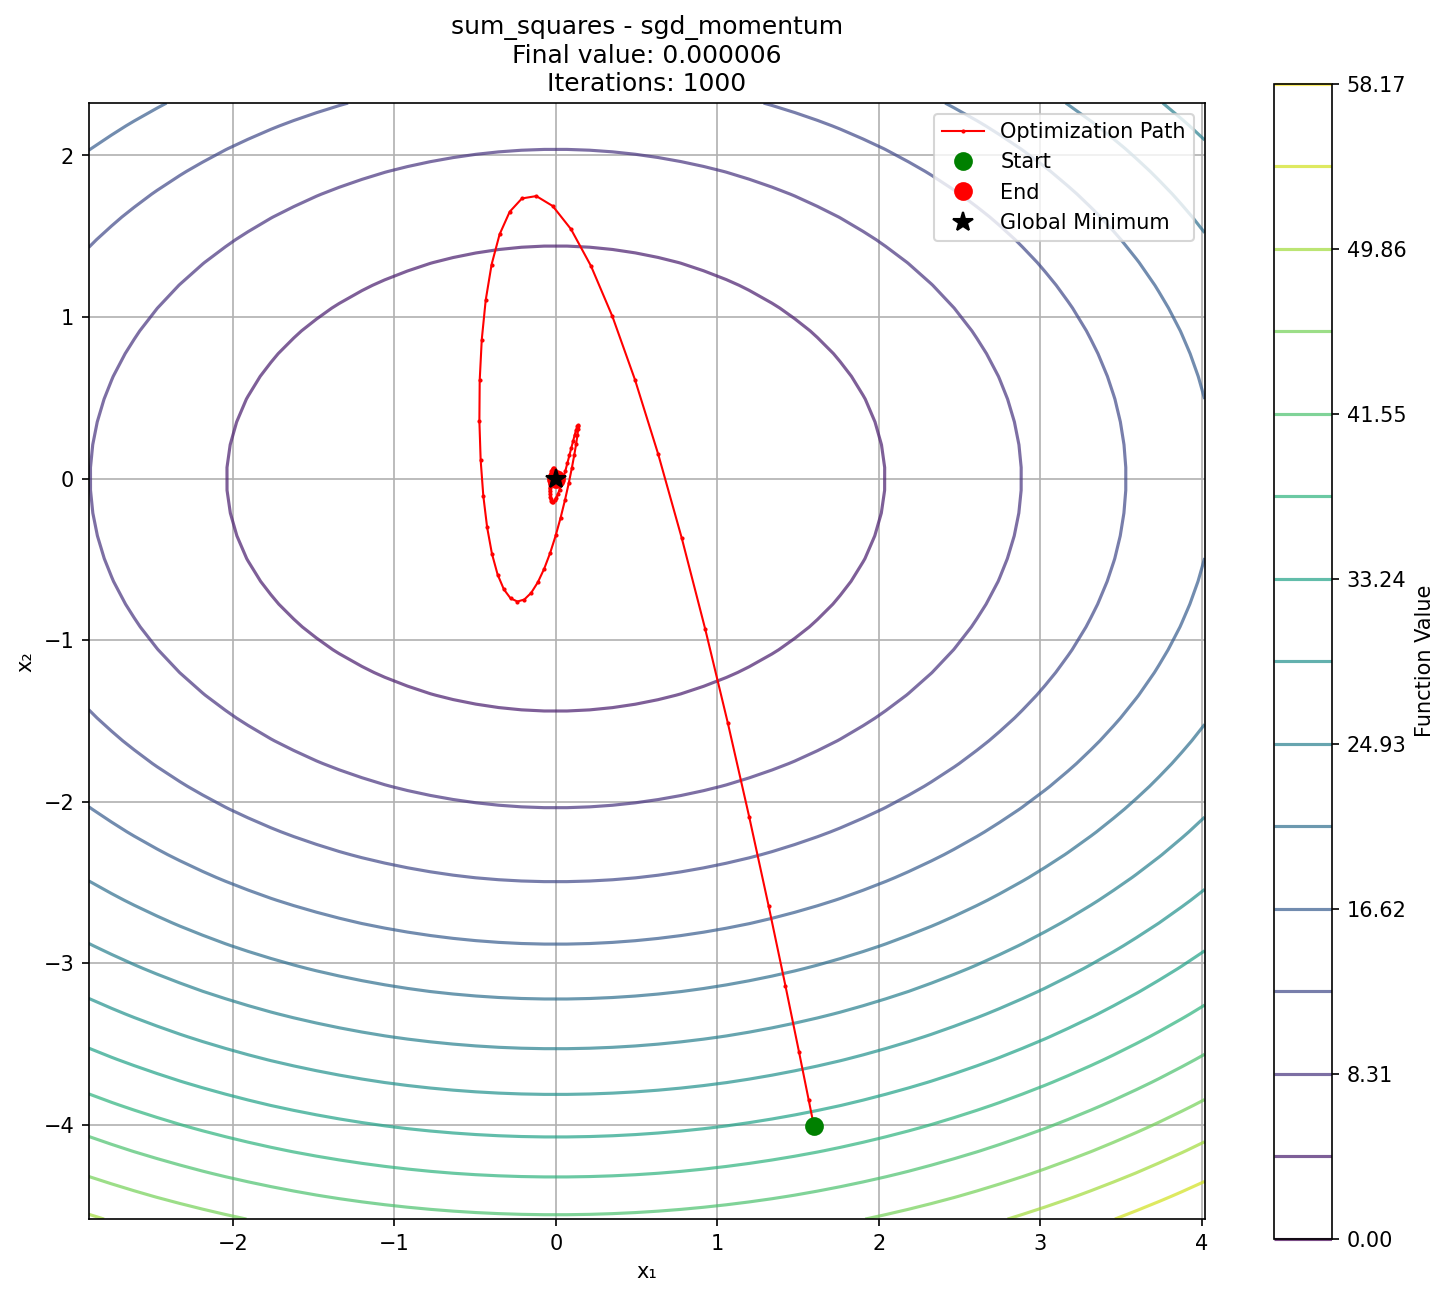 sum_squares - sgd_momentum
Final value: 0.000006
Iterations: 1000
Optimization Path
Start
End
Global Minimum
2
1
0
−1
−2
−3
−4
x₂
−2
−1
0
1
2
3
4
x₁
58.17
49.86
41.55
33.24
24.93
16.62
8.31
0.00
Function Value